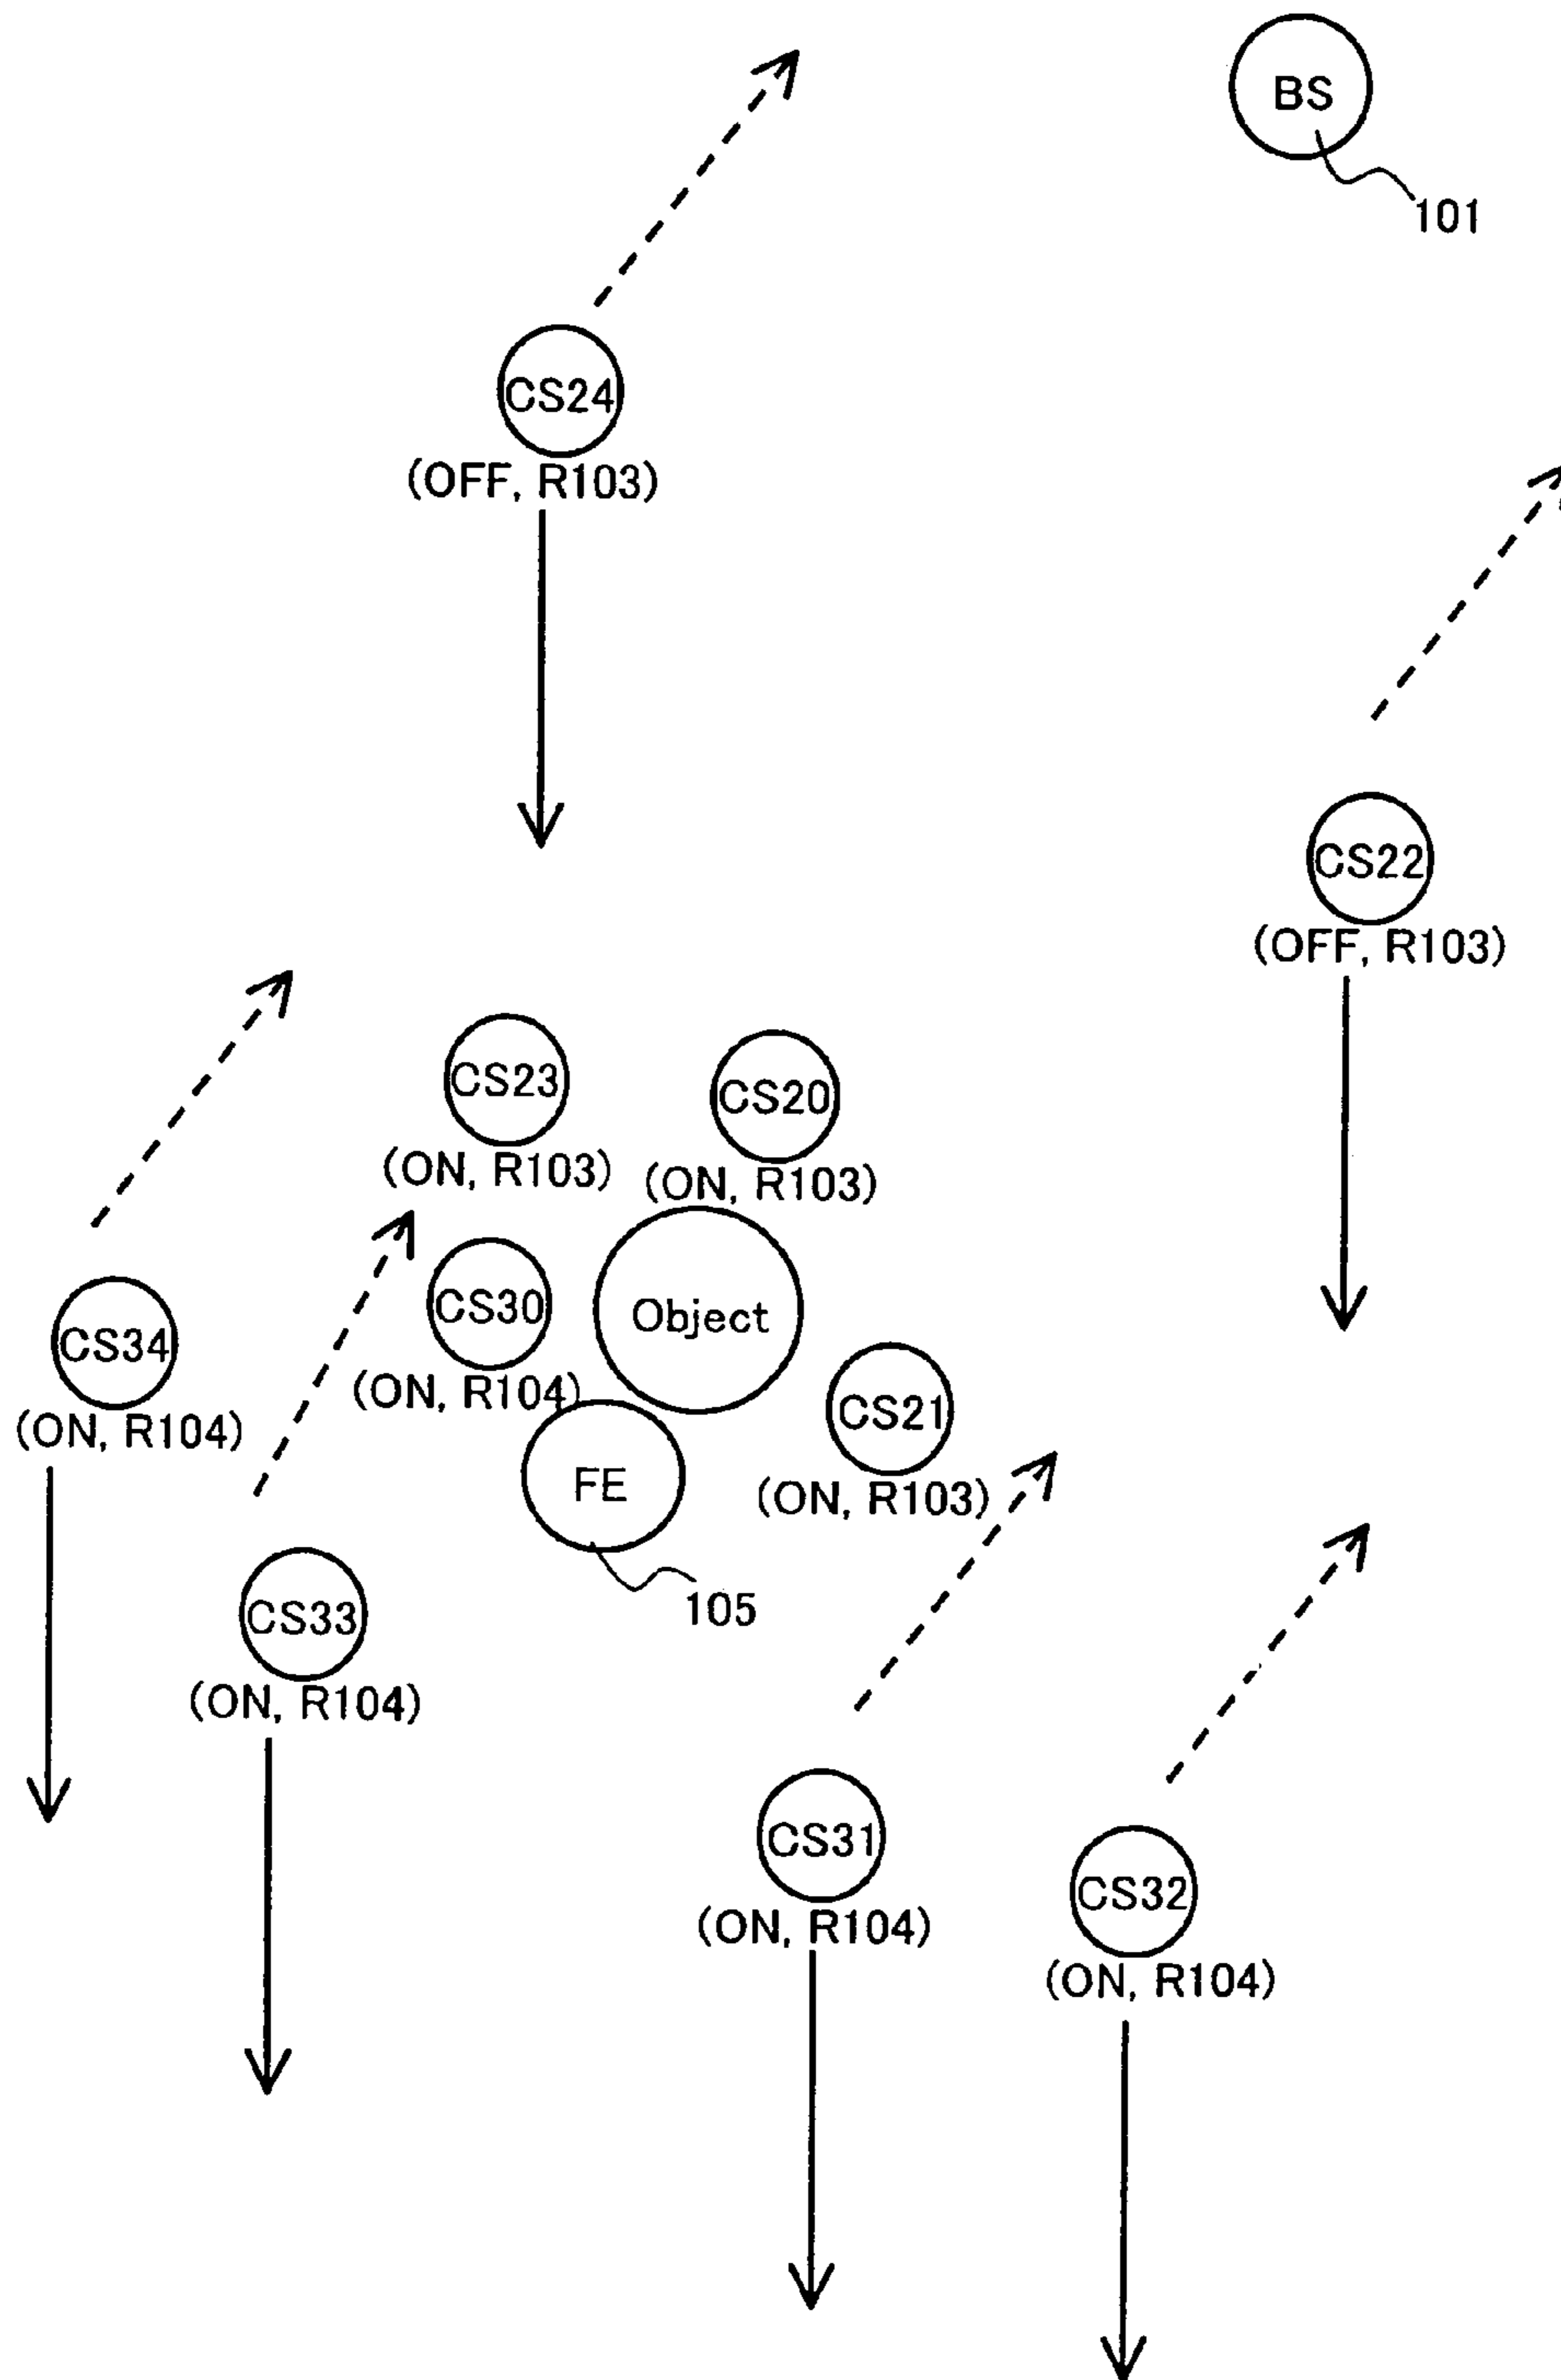 BS
101
CS24
(OFF, R103)
CS22
(OFF, R103)
CS23
(ON, R103)
CS20
(ON, R103)
CS30
(ON, R104)
Object
CS34
(ON, R104)
CS21
(ON, R103)
FE
105
CS33
(ON, R104)
CS31
(ON, R104)
CS32
(ON, R104)